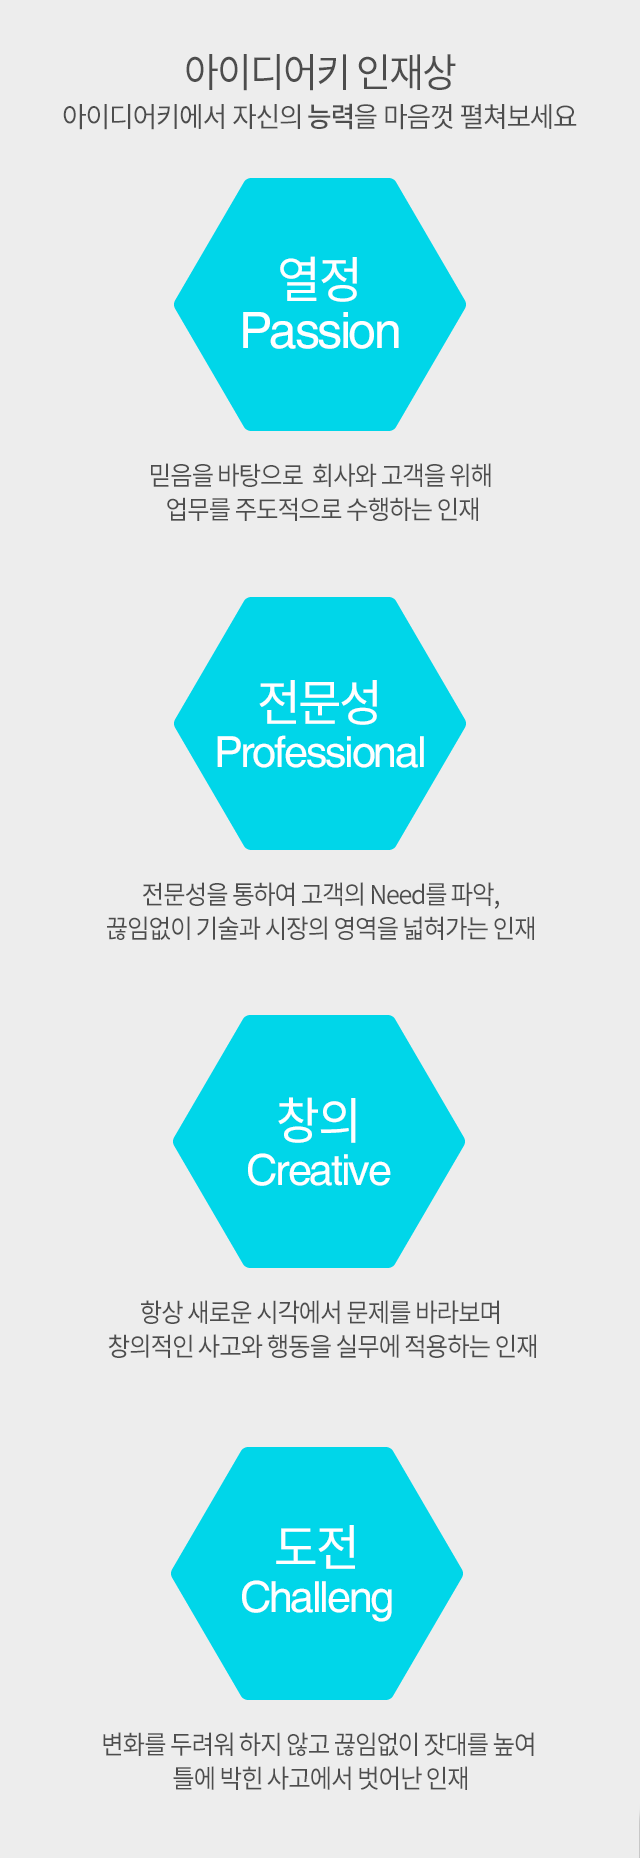 아이디어키 인재상
아이디어키에서 자신의 능력을 마음껏 펼쳐보세요
열정
Passion
믿음을 바탕으로 회사와 고객을 위해
업무를 주도적으로 수행하는 인재
전문성
Professional
전문성을 통하여 고객의 Need를 파악,
끊임없이 기술과 시장의 영역을 넓혀가는 인재
창의
Creative
항상 새로운 시각에서 문제를 바라보며
창의적인 사고와 행동을 실무에 적용하는 인재
도전
Challeng
변화를 두려워 하지 않고 끊임없이 잣대를 높여
틀에 박힌 사고에서 벗어난 인재